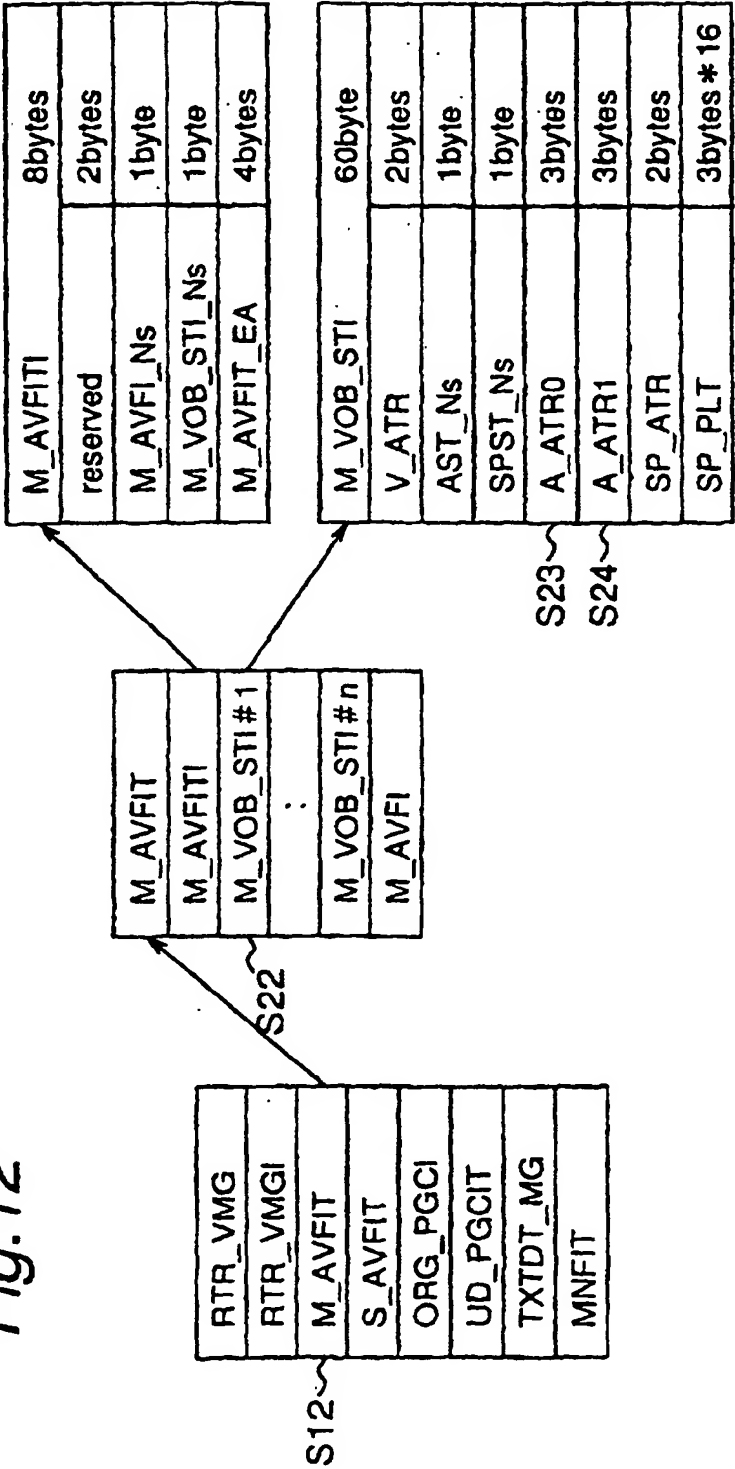 Fig.12
RTR_VMG
RTR_VMGI
M_AVFIT
S_AVFIT
ORG_PGCI
UD_PGCIT
TXTDT_MG
MNFIT
S12
M_AVFIT
M_AVFITI
M_VOB_STI#1
:
M_VOB_STI#n
M_AVFI
S22
M_AVFITI 8bytes
reserved 2bytes
M_AVFI_Ns 1byte
M_VOB_STI_Ns 1byte
M_AVFIT_EA 4bytes
M_VOB_STI 60byte
V_ATR 2bytes
AST_Ns 1byte
SPST_Ns 1byte
S23 A_ATR0 3bytes
S24 A_ATR1 3bytes
SP_ATR 2bytes
SP_PLT 3bytes*16